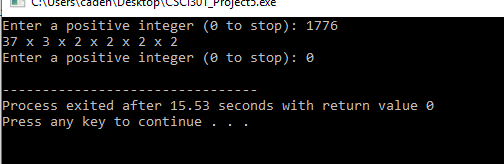 C:\Users\caden\Desktop\CSCI301_Project5.exe
Enter a positive integer (0 to stop): 1776
37 x 3 x 2 x 2 x 2 x 2
Enter a positive integer (0 to stop): 0
--------------------------------
Process exited after 15.53 seconds with return value 0
Press any key to continue . . .